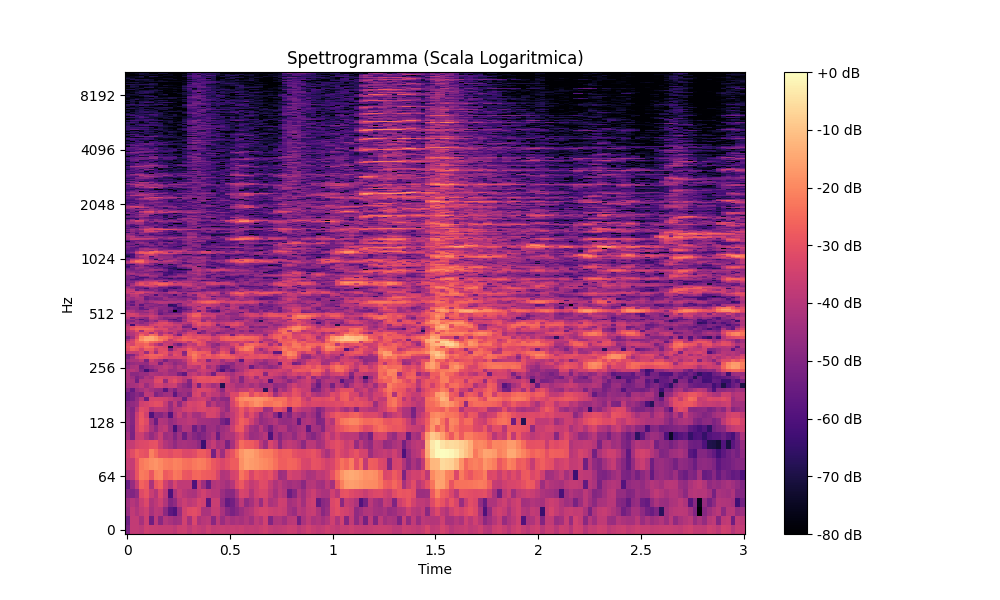 Spettrogramma (Scala Logaritmica)
Hz
8192
4096
2048
1024
512
256
128
64
0
0 0.5 1 1.5 2 2.5 3
Time
+0 dB
-10 dB
-20 dB
-30 dB
-40 dB
-50 dB
-60 dB
-70 dB
-80 dB